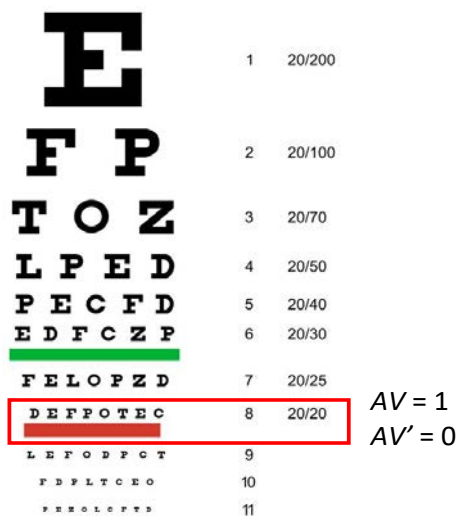 E 1 20/200
F P 2 20/100
T O Z 3 20/70
L P E D 4 20/50
P E C F D 5 20/40
E D F C Z P 6 20/30
F E L O P Z D 7 20/25
D E F P O T E C 8 20/20
AV = 1
AV’ = 0
L E F O D P C T 9
F D P L T C E O 10
P E Z O L C F T D 11